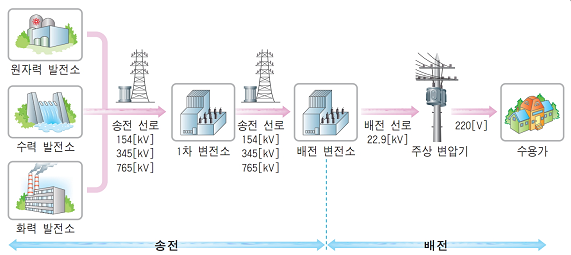 원자력 발전소
수력 발전소
화력 발전소
송전 선로
154[kV]
345[kV]
765[kV]
1차 변전소
송전 선로
154[kV]
345[kV]
765[kV]
배전 변전소
배전 선로
22.9[kV]
주상 변압기
220[V]
수용가
송전
배전